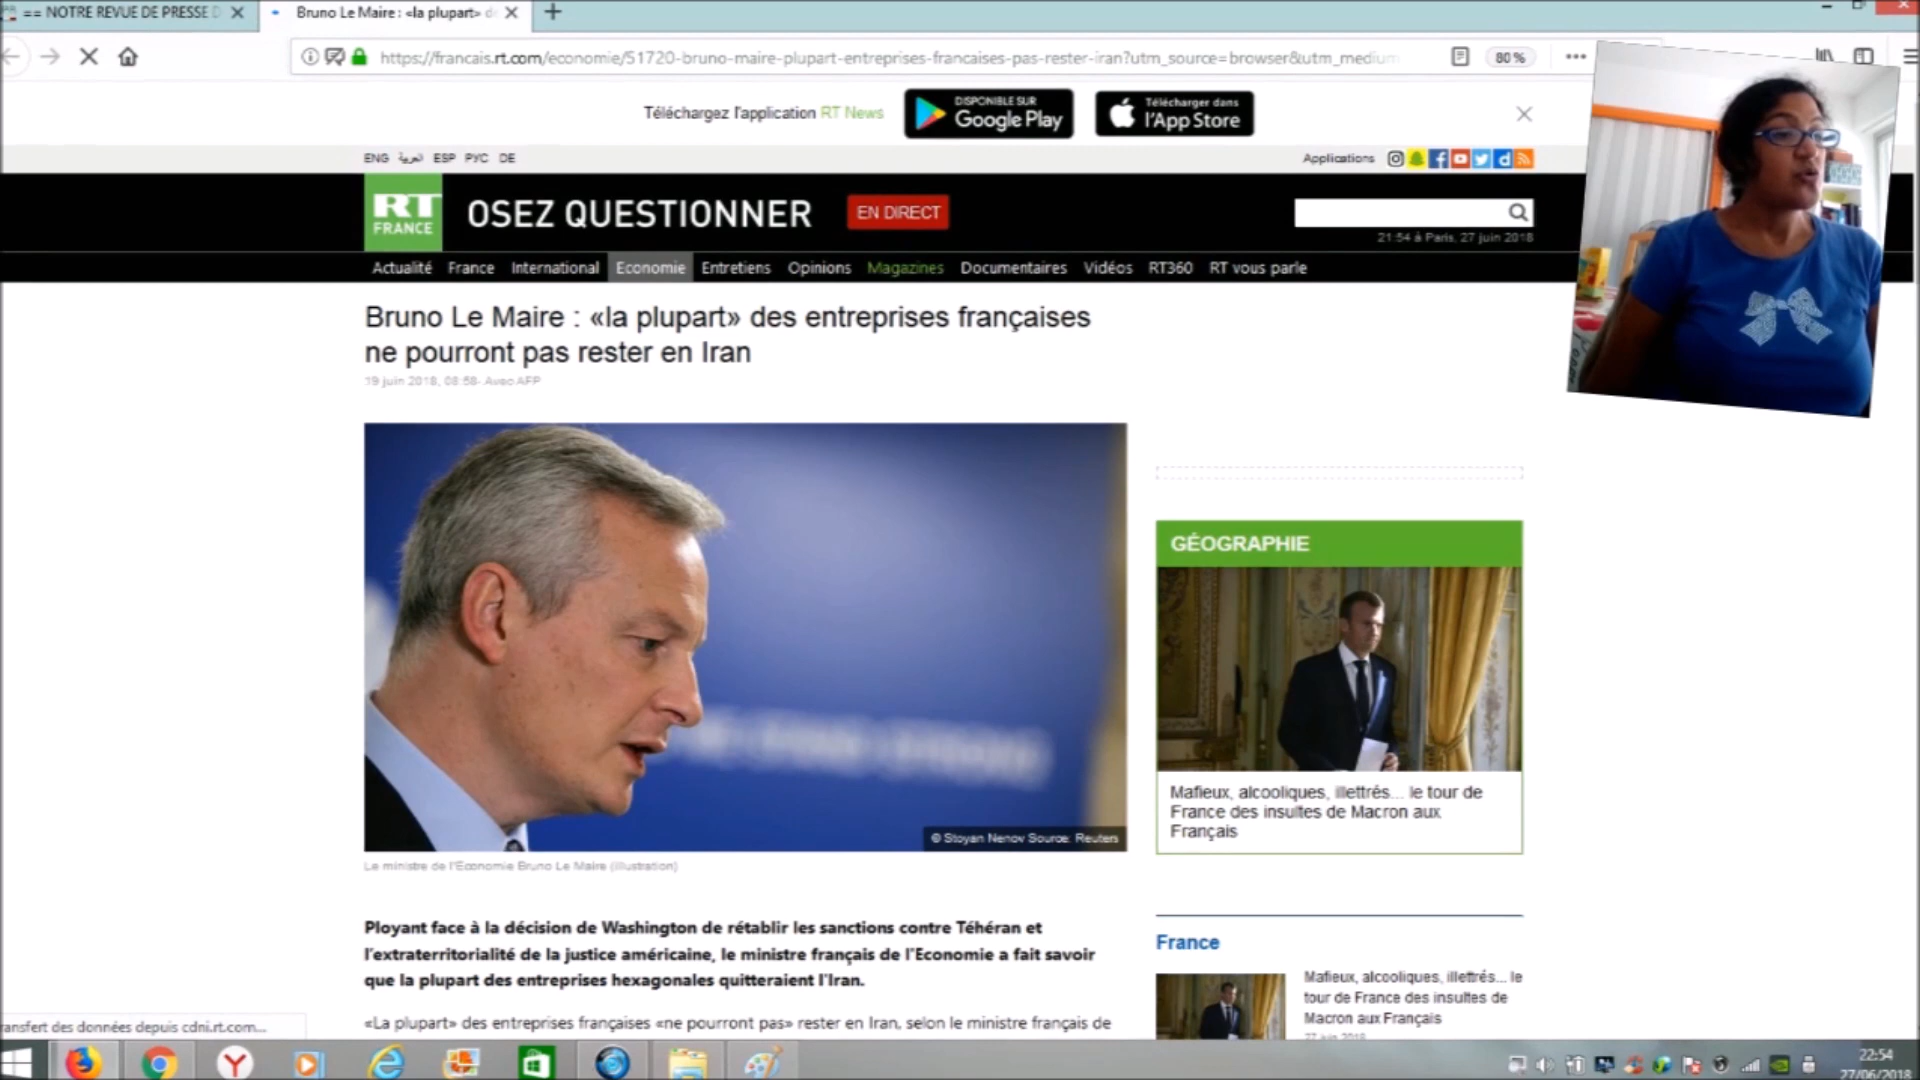 == NOTRE REVUE DE PRESSE D
Bruno Le Maire : «la plupart» de
https://francais.rt.com/economie/51720-bruno-maire-plupart-entreprises-francaises-pas-rester-iran?utm_source=browser&utm_medium
80 %
Téléchargez l'application RT News
DISPONIBLE SUR
Google Play
Télécharger dans
l'App Store
ENG العربية ESP РУС DE
Applications
RT
FRANCE
OSEZ QUESTIONNER
EN DIRECT
21:54 à Paris, 27 juin 2018
Actualité France International Economie Entretiens Opinions Magazines Documentaires Vidéos RT360 RT vous parle
Bruno Le Maire : «la plupart» des entreprises françaises
ne pourront pas rester en Iran
19 juin 2018, 08:58- Avec AFP
© Stoyan Nenov Source: Reuters
Le ministre de l'Economie Bruno Le Maire (illustration)
GÉOGRAPHIE
Mafieux, alcooliques, illettrés... le tour de
France des insultes de Macron aux
Français
Ployant face à la décision de Washington de rétablir les sanctions contre Téhéran et
l'extraterritorialité de la justice américaine, le ministre français de l'Economie a fait savoir
que la plupart des entreprises hexagonales quitteraient l'Iran.
«La plupart» des entreprises françaises «ne pourront pas» rester en Iran, selon le ministre français de
France
Mafieux, alcooliques, illettrés... le
tour de France des insultes de
Macron aux Français
27 juin 2018
ransfert des données depuis cdni.rt.com...
22:54
27/06/2018